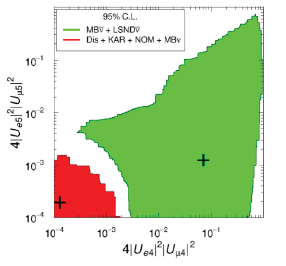 95% C.L.
MBν̅ + LSNDν̅
Dis + KAR + NOM + MBν
4|U_{e5}|²|U_{μ5}|²
10⁻¹
10⁻²
10⁻³
10⁻⁴
10⁻⁴ 10⁻³ 10⁻² 10⁻¹
4|U_{e4}|²|U_{μ4}|²